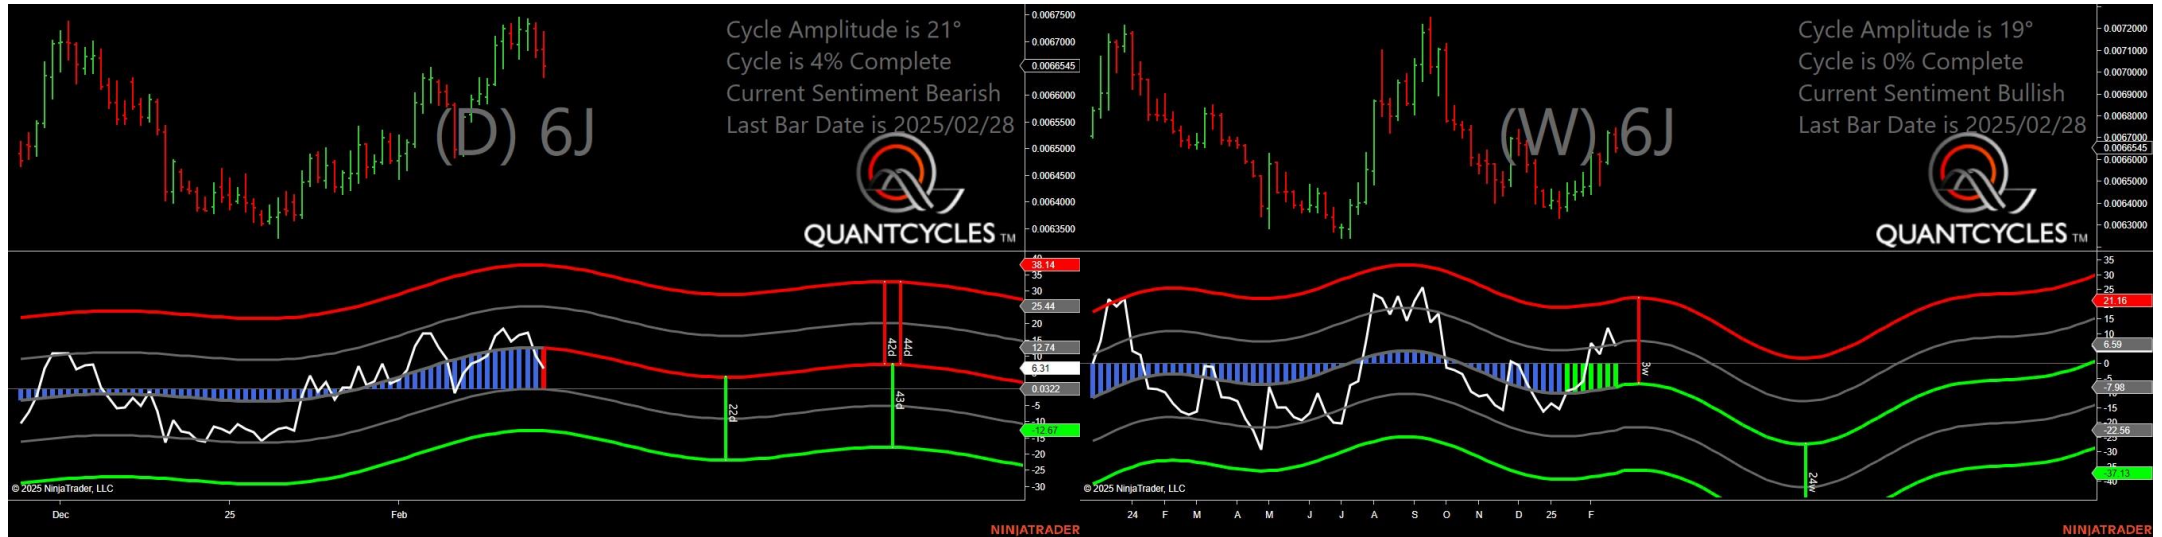 Cycle Amplitude is 21°
Cycle is 4% Complete
Current Sentiment Bearish
Last Bar Date is 2025/02/28
(D) 6J
QUANTCYCLES TM
0.0067500
0.0067000
0.0066545
0.0066000
0.0065500
0.0065000
0.0064500
0.0064000
0.0063500
38.14
35
30
25.44
20
15
12.74
10
6.31
0.0322
-5
-10
-12.67
-15
-20
-25
-30
42d
44d
43d
22d
© 2025 NinjaTrader, LLC
Dec
25
Feb
NINJATRADER
Cycle Amplitude is 19°
Cycle is 0% Complete
Current Sentiment Bullish
Last Bar Date is 2025/02/28
(W) 6J
QUANTCYCLES TM
0.0072000
0.0071000
0.0070000
0.0069000
0.0068000
0.0067000
0.0066545
0.0066000
0.0065000
0.0064000
0.0063000
35
30
25
21.16
15
10
6.59
0
-5
-7.98
-15
-20
-22.56
-25
-30
-37.13
-40
3w
24w
© 2025 NinjaTrader, LLC
24 F M A M J J A S O N D 25 F
NINJATRADER